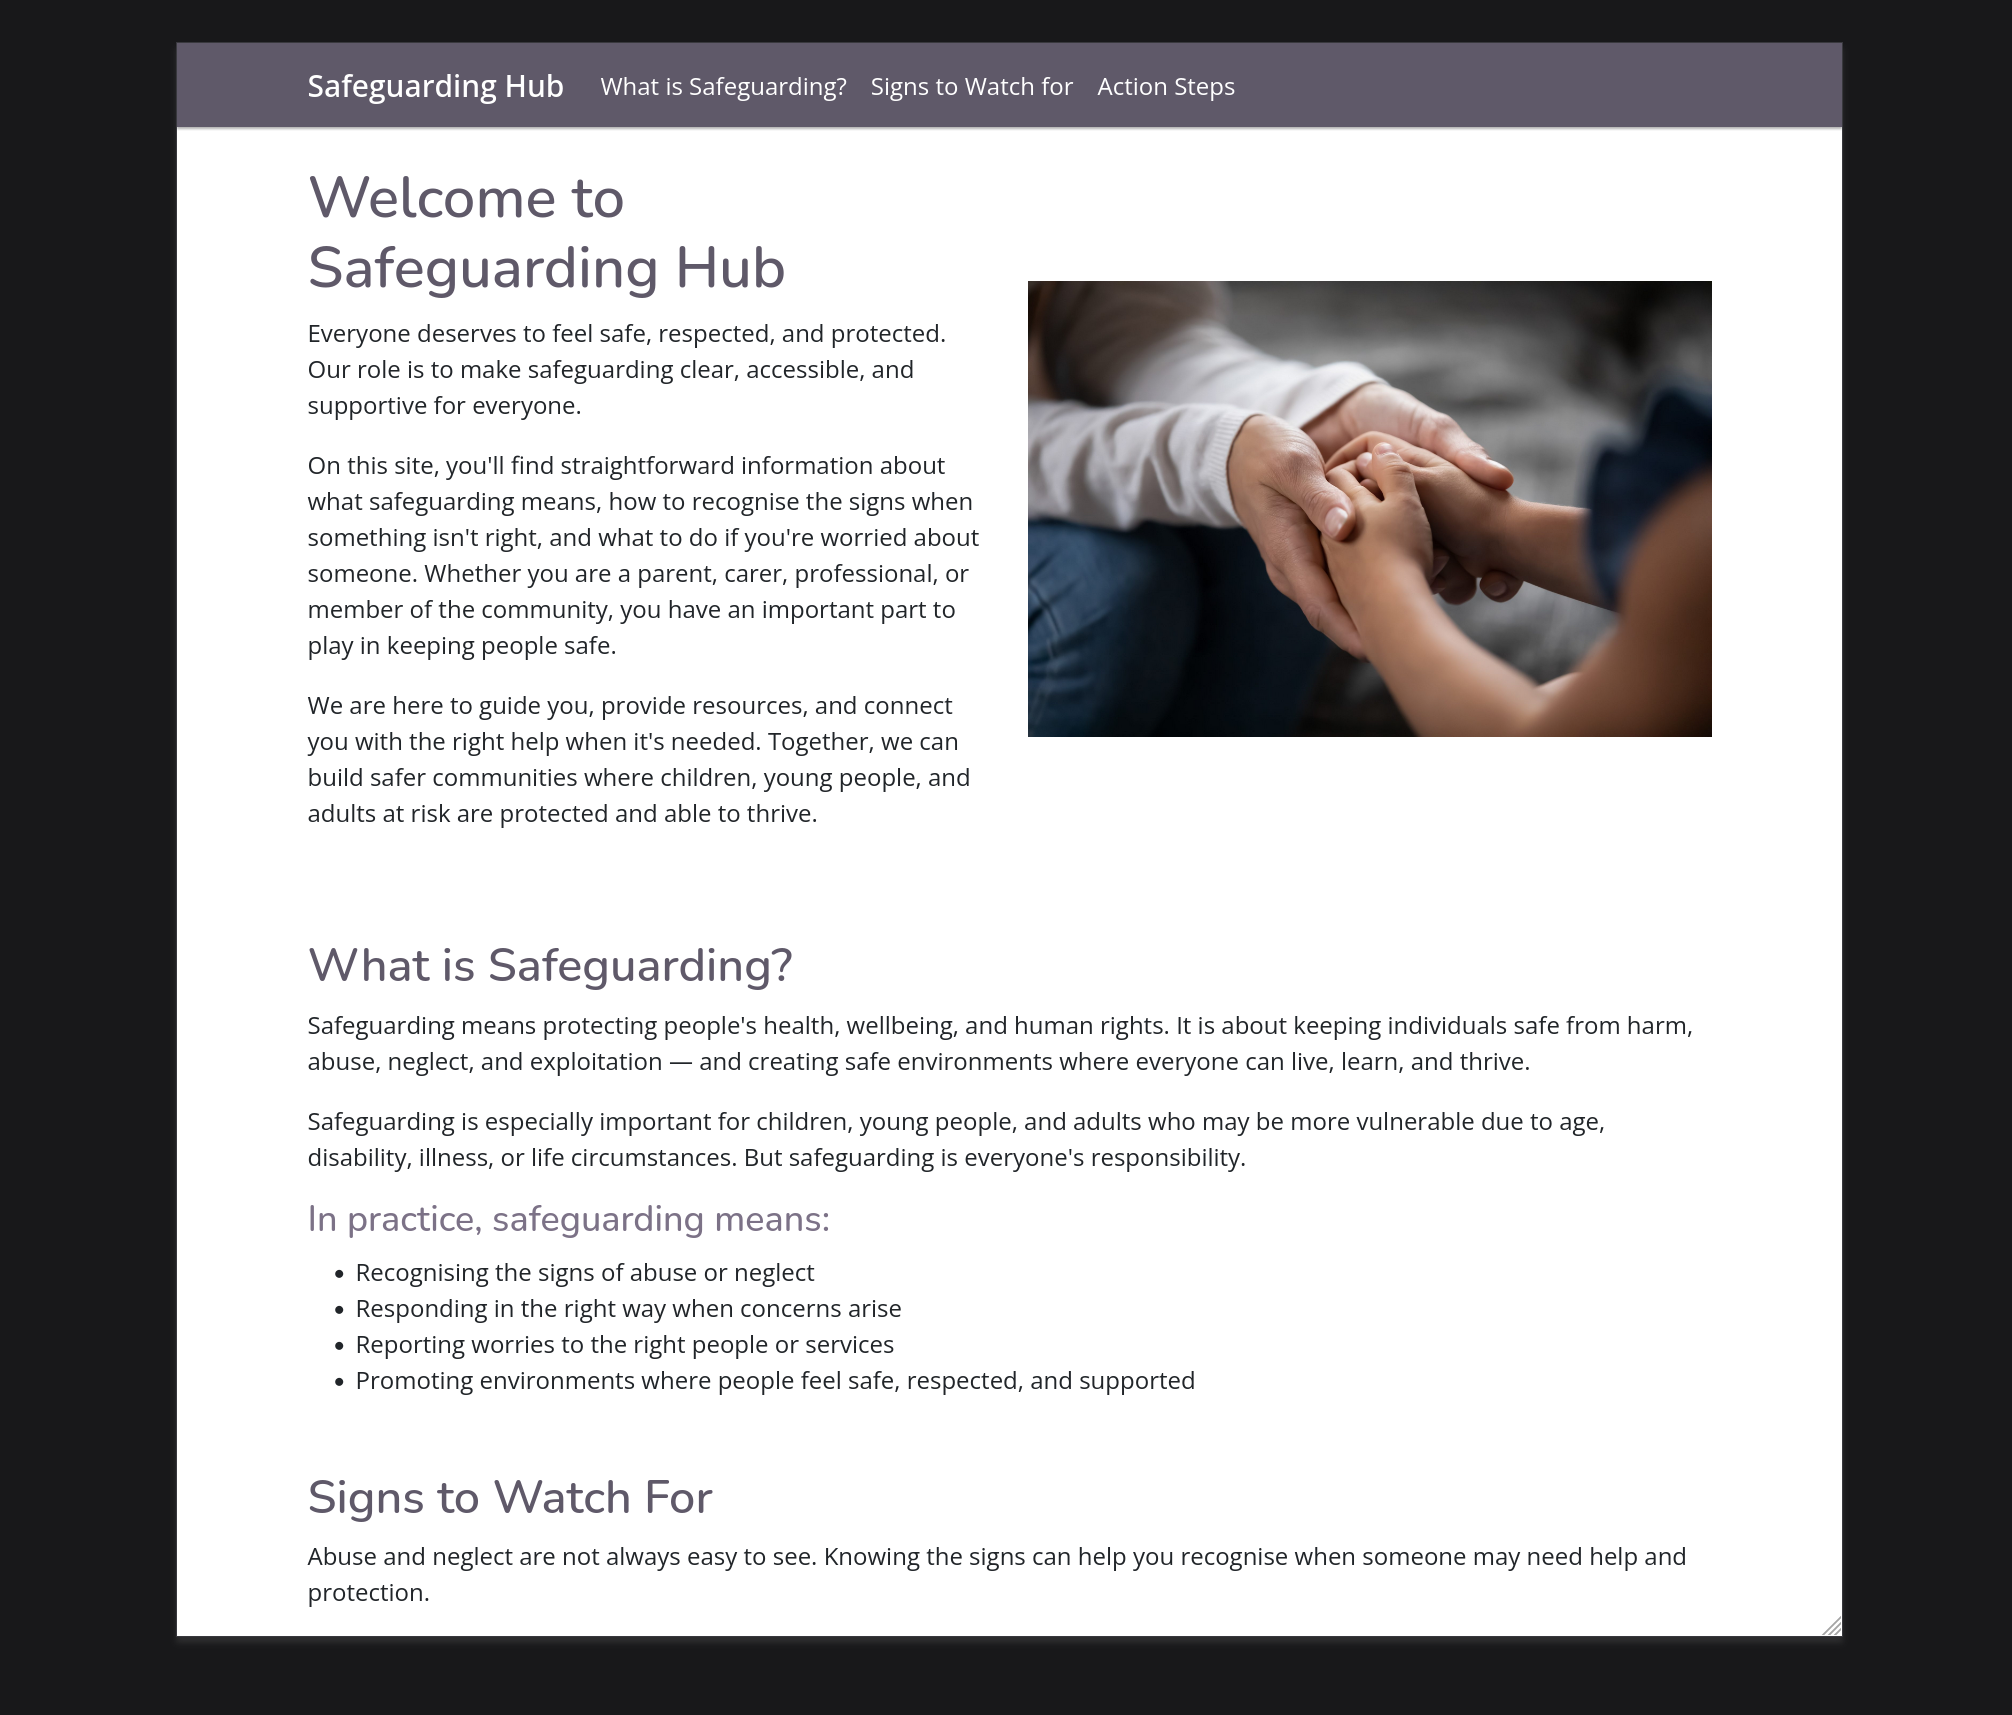 Safeguarding Hub What is Safeguarding? Signs to Watch for Action Steps
Welcome to
Safeguarding Hub
Everyone deserves to feel safe, respected, and protected.
Our role is to make safeguarding clear, accessible, and
supportive for everyone.
On this site, you'll find straightforward information about
what safeguarding means, how to recognise the signs when
something isn't right, and what to do if you're worried about
someone. Whether you are a parent, carer, professional, or
member of the community, you have an important part to
play in keeping people safe.
We are here to guide you, provide resources, and connect
you with the right help when it's needed. Together, we can
build safer communities where children, young people, and
adults at risk are protected and able to thrive.
What is Safeguarding?
Safeguarding means protecting people's health, wellbeing, and human rights. It is about keeping individuals safe from harm,
abuse, neglect, and exploitation — and creating safe environments where everyone can live, learn, and thrive.
Safeguarding is especially important for children, young people, and adults who may be more vulnerable due to age,
disability, illness, or life circumstances. But safeguarding is everyone's responsibility.
In practice, safeguarding means:
• Recognising the signs of abuse or neglect
• Responding in the right way when concerns arise
• Reporting worries to the right people or services
• Promoting environments where people feel safe, respected, and supported
Signs to Watch For
Abuse and neglect are not always easy to see. Knowing the signs can help you recognise when someone may need help and
protection.